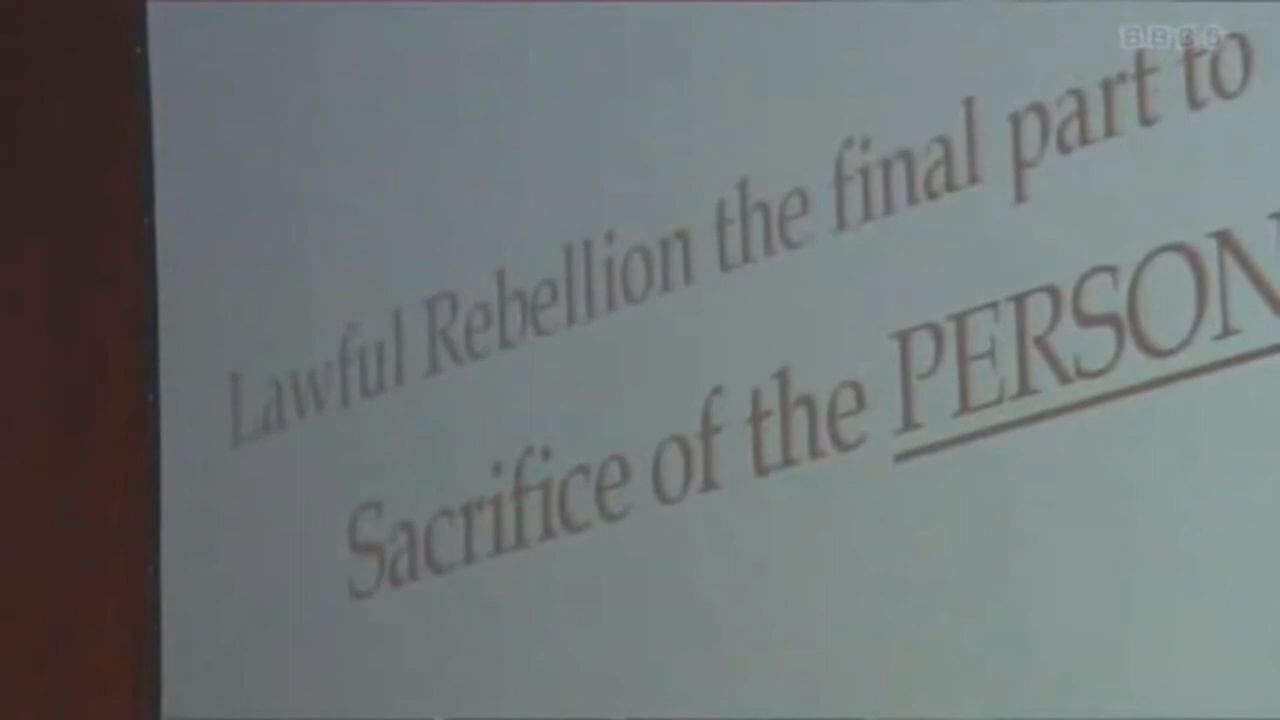 Lawful Rebellion the final part to
Sacrifice of the PERSON